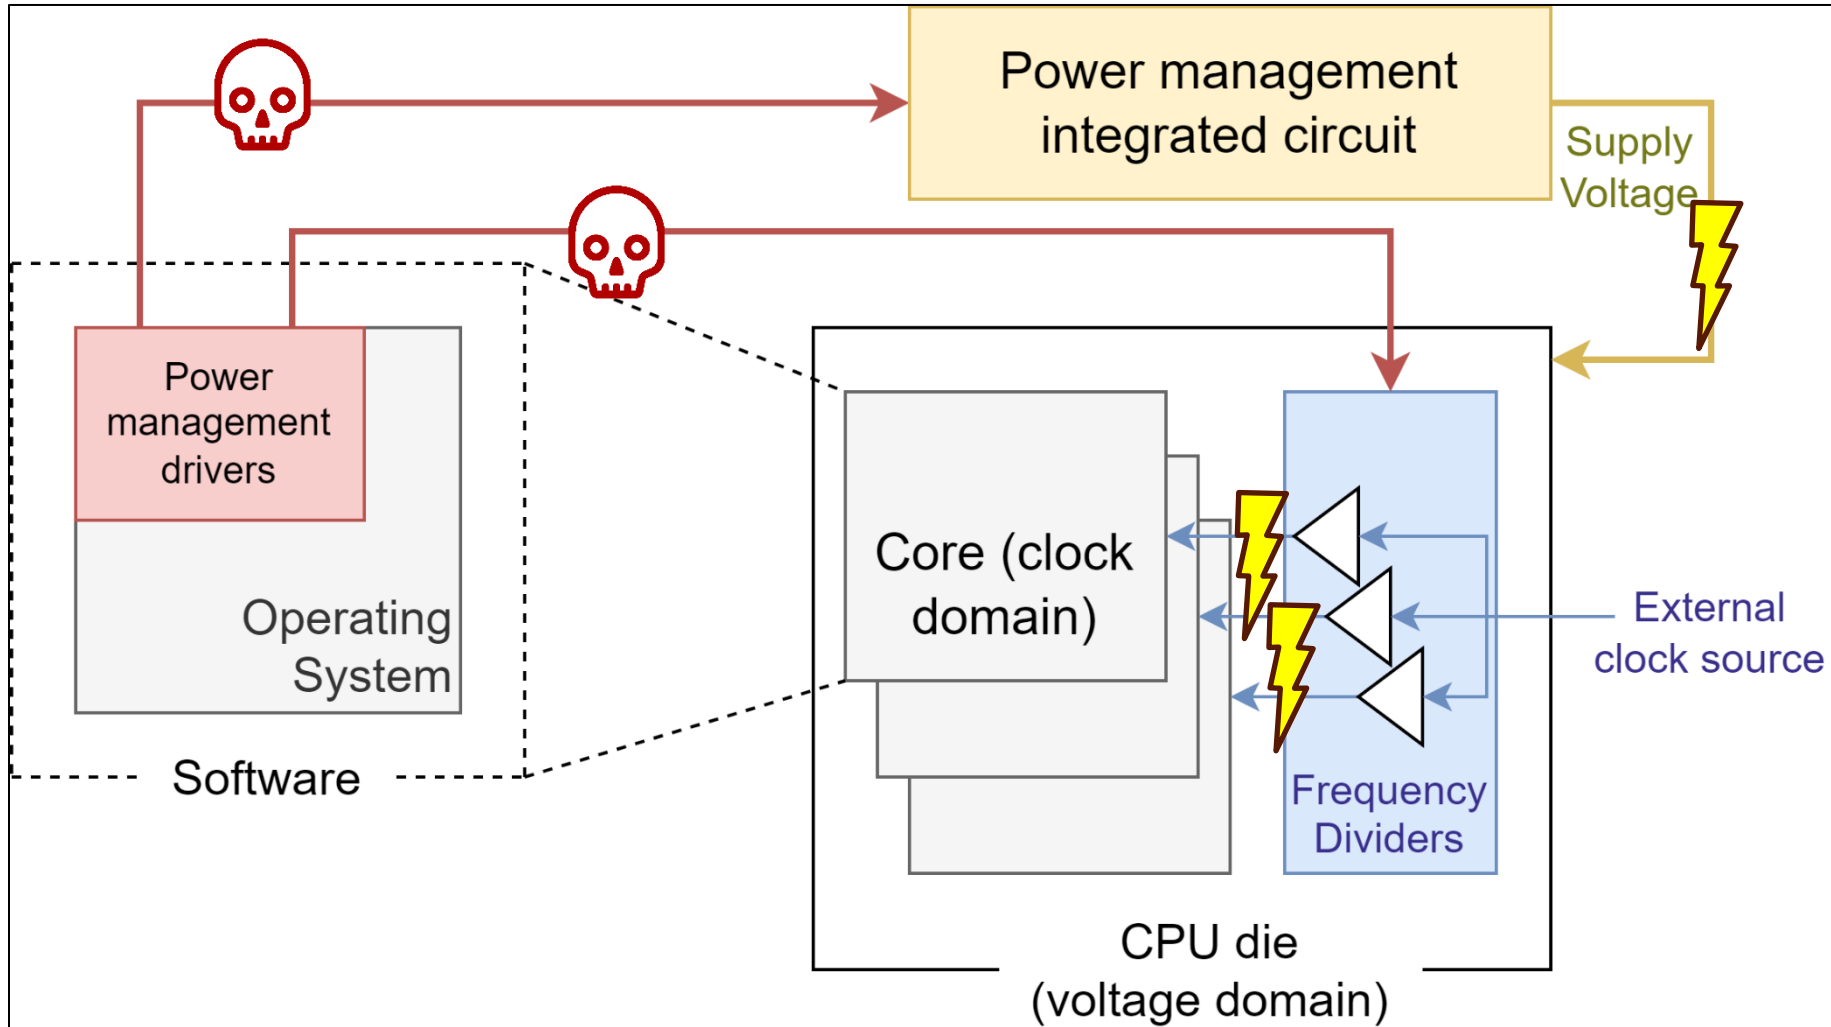 Power management
integrated circuit
Supply
Voltage
Power
management
drivers
Operating
System
Software
Core (clock
domain)
External
clock source
Frequency
Dividers
CPU die
(voltage domain)